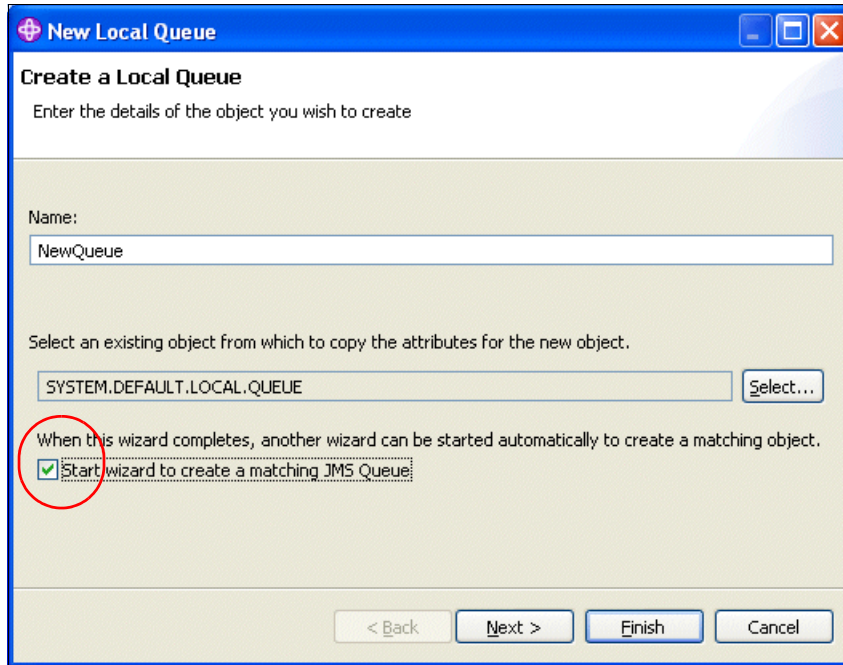 New Local Queue
Create a Local Queue
Enter the details of the object you wish to create
Name:
NewQueue
Select an existing object from which to copy the attributes for the new object.
SYSTEM.DEFAULT.LOCAL.QUEUE
Select...
When this wizard completes, another wizard can be started automatically to create a matching object.
Start wizard to create a matching JMS Queue
< Back
Next >
Finish
Cancel